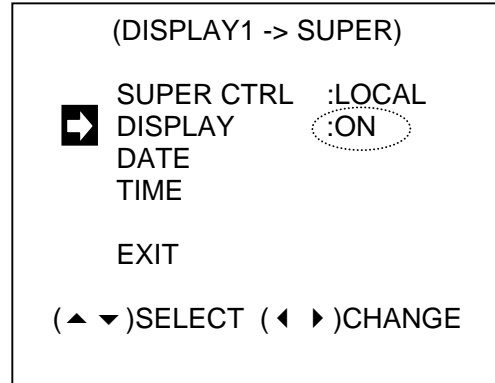 (DISPLAY1 -> SUPER)
SUPER CTRL :LOCAL
DISPLAY :ON
DATE
TIME
EXIT
(▲ ▼)SELECT (◀ ▶)CHANGE